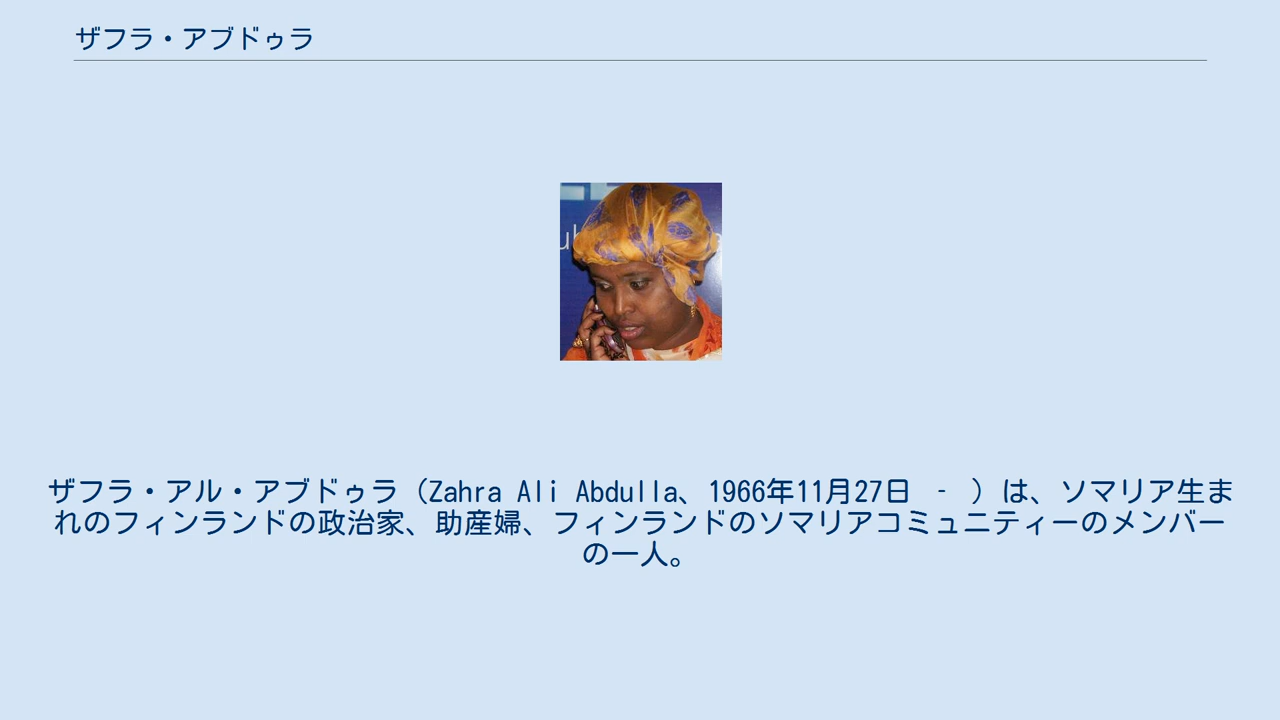 ザフラ・アブドゥラ
ザフラ・アル・アブドゥラ（Zahra Ali Abdulla、1966年11月27日 - ）は、ソマリア生ま
れのフィンランドの政治家、助産婦、フィンランドのソマリアコミュニティーのメンバー
の一人。